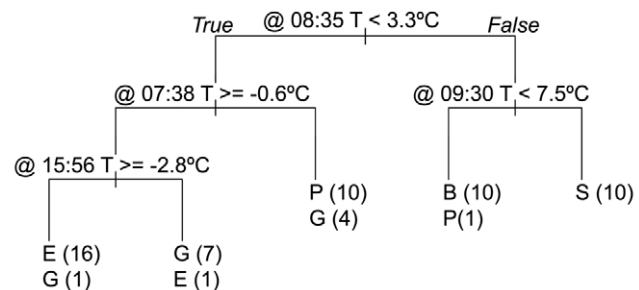 @ 08:35 T < 3.3ºC
True
False
@ 07:38 T >= -0.6ºC
@ 09:30 T < 7.5ºC
@ 15:56 T >= -2.8ºC
P (10)
G (4)
B (10)
P(1)
S (10)
E (16)
G (1)
G (7)
E (1)